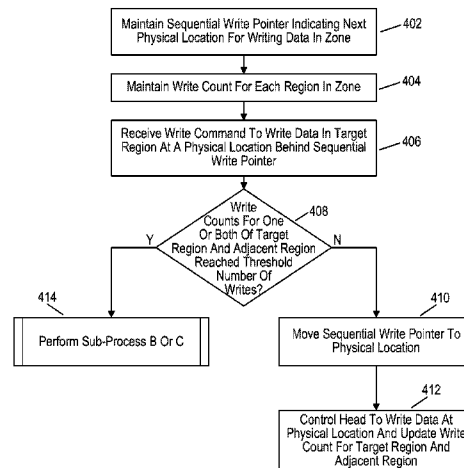 Maintain Sequential Write Pointer Indicating Next
Physical Location For Writing Data In Zone
402
Maintain Write Count For Each Region In Zone
404
Receive Write Command To Write Data In Target
Region At A Physical Location Behind Sequential
Write Pointer
406
Write
Counts For One
Or Both Of Target
Region And Adjacent Region
Reached Threshold
Number Of
Writes?
408
Y
N
414
Perform Sub-Process B Or C
410
Move Sequential Write Pointer To
Physical Location
412
Control Head To Write Data At
Physical Location And Update Write
Count For Target Region And
Adjacent Region